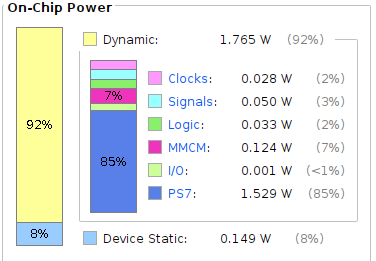 On-Chip Power
Dynamic: 1.765 W (92%)
92%
Clocks: 0.028 W (2%)
Signals: 0.050 W (3%)
Logic: 0.033 W (2%)
7%
MMCM: 0.124 W (7%)
I/O: 0.001 W (<1%)
85%
PS7: 1.529 W (85%)
8%
Device Static: 0.149 W (8%)